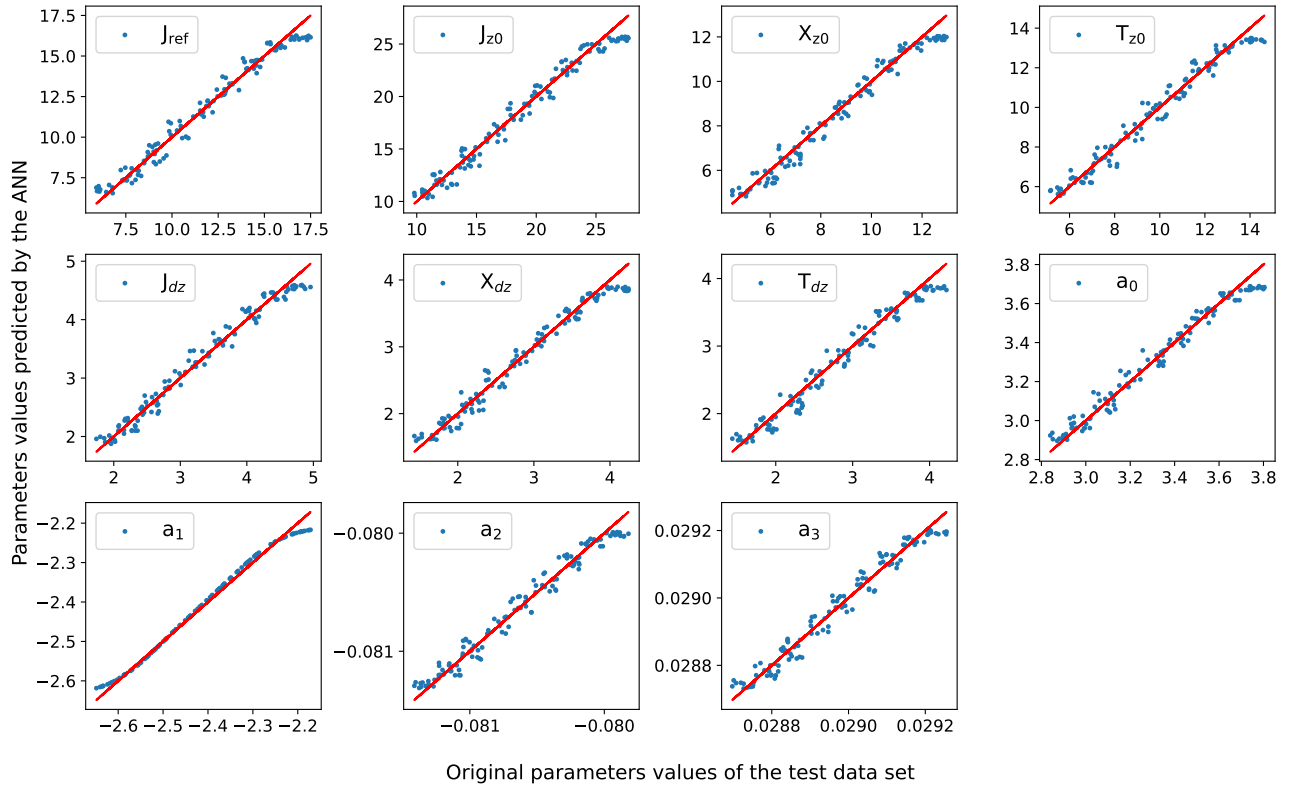 Parameters values predicted by the ANN
J_ref
17.5
15.0
12.5
10.0
7.5
7.5 10.0 12.5 15.0 17.5
J_z0
25
20
15
10
10 15 20 25
X_z0
12
10
8
6
6 8 10 12
T_z0
14
12
10
8
6
6 8 10 12 14
J_dz
5
4
3
2
2 3 4 5
X_dz
4
3
2
2 3 4
T_dz
4
3
2
2 3 4
a_0
3.8
3.6
3.4
3.2
3.0
2.8
2.8 3.0 3.2 3.4 3.6 3.8
a_1
−2.2
−2.3
−2.4
−2.5
−2.6
−2.6 −2.5 −2.4 −2.3 −2.2
a_2
−0.080
−0.081
−0.081 −0.080
a_3
0.0292
0.0290
0.0288
0.0288 0.0290 0.0292
Original parameters values of the test data set